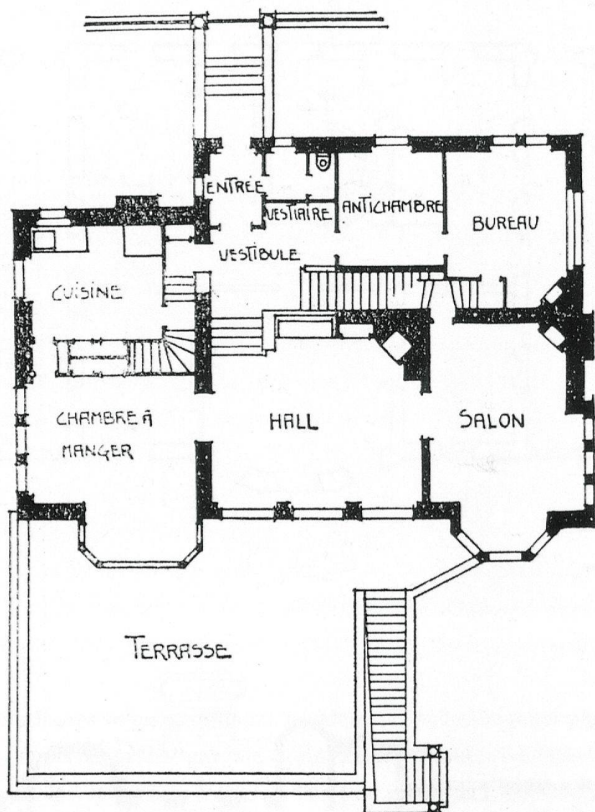 ENTRÉE
VESTIAIRE
ANTICHAMBRE
BUREAU
VESTIBULE
CUISINE
CHAMBRE À
MANGER
HALL
SALON
TERRASSE